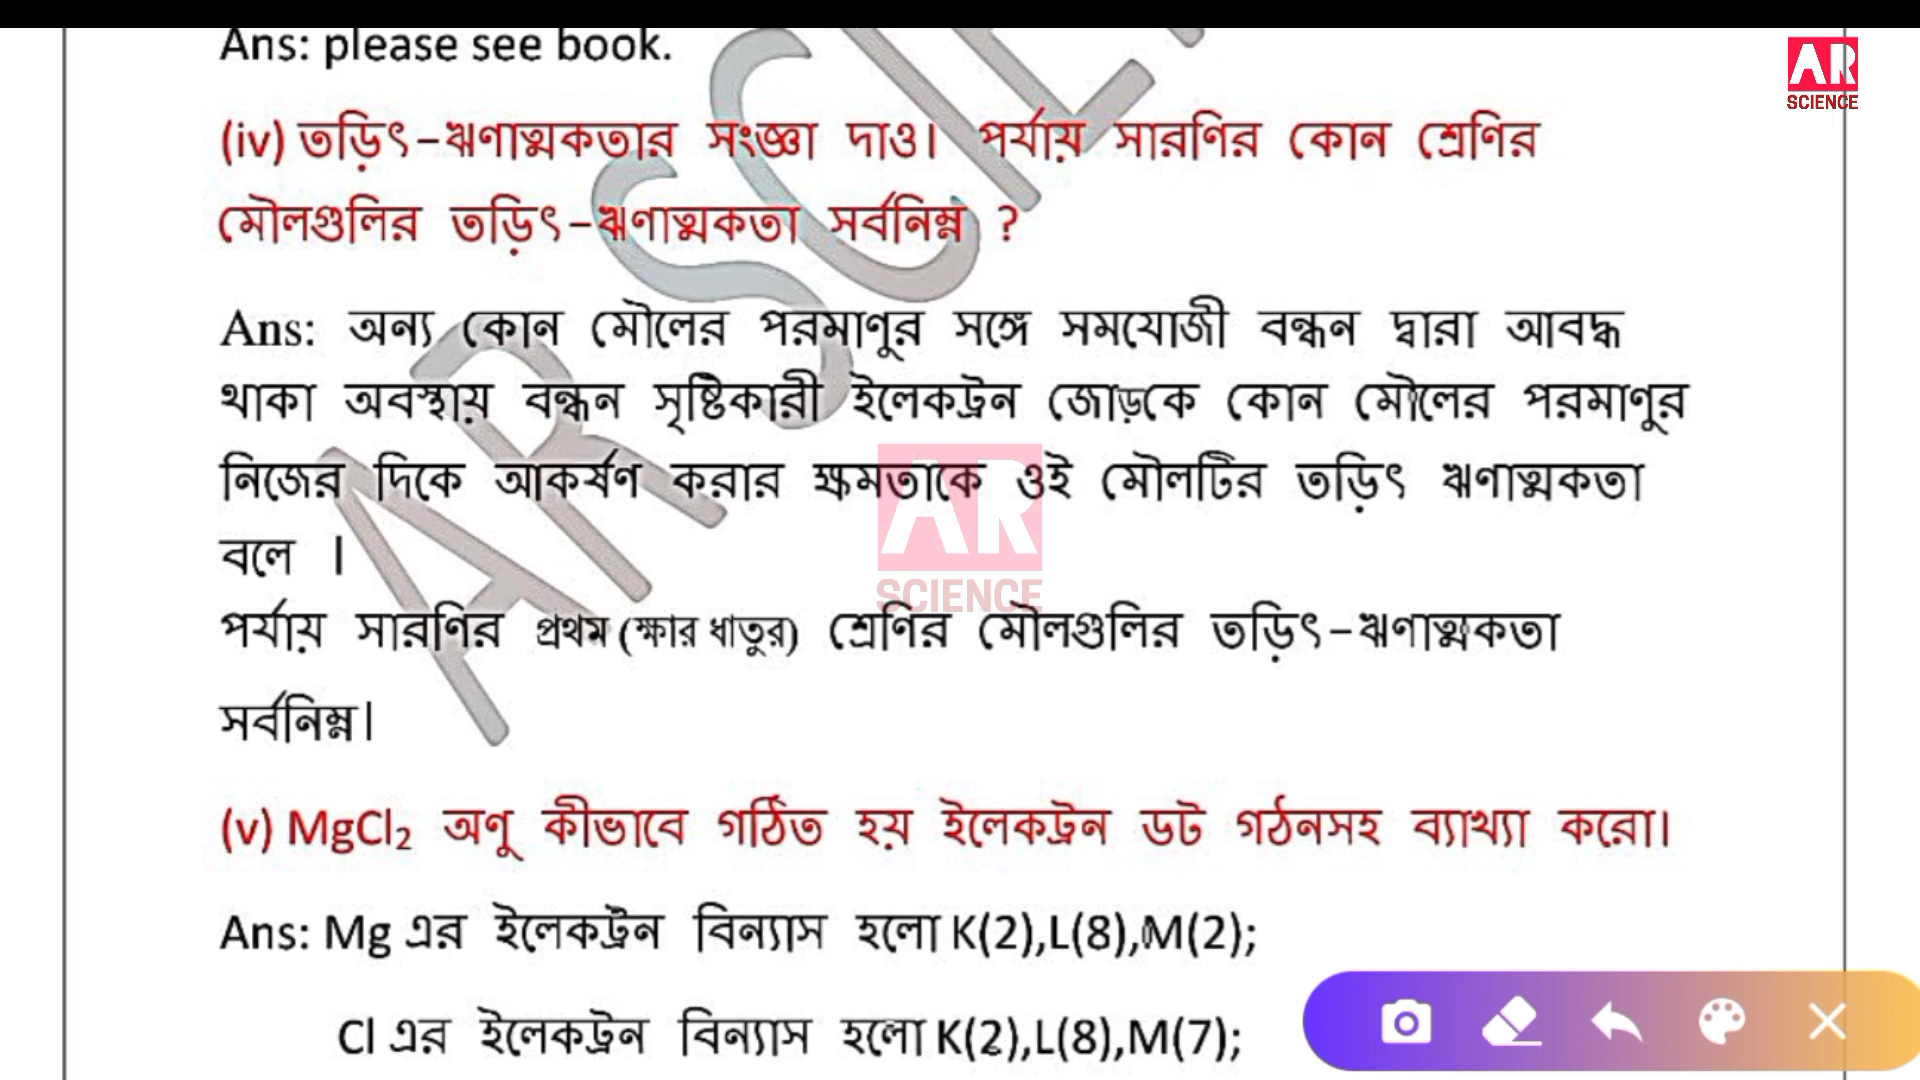 Ans: please see book.
AR
SCIENCE
(iv) তড়িৎ-ঋণাত্মকতার সংজ্ঞা দাও। পর্যায় সারণির কোন শ্রেণির
মৌলগুলির তড়িৎ-ঋণাত্মকতা সর্বনিম্ন ?
Ans: অন্য কোন মৌলের পরমাণুর সঙ্গে সমযোজী বন্ধন দ্বারা আবদ্ধ
থাকা অবস্থায় বন্ধন সৃষ্টিকারী ইলেকট্রন জোড়কে কোন মৌলের পরমাণুর
নিজের দিকে আকর্ষণ করার ক্ষমতাকে ওই মৌলটির তড়িৎ ঋণাত্মকতা
বলে ।
AR
SCIENCE
পর্যায় সারণির প্রথম (ক্ষার ধাতুর) শ্রেণির মৌলগুলির তড়িৎ-ঋণাত্মকতা
সর্বনিম্ন।
(v) MgCl₂ অণু কীভাবে গঠিত হয় ইলেকট্রন ডট গঠনসহ ব্যাখ্যা করো।
Ans: Mg এর ইলেকট্রন বিন্যাস হলো K(2),L(8),M(2);
Cl এর ইলেকট্রন বিন্যাস হলো K(2),L(8),M(7);